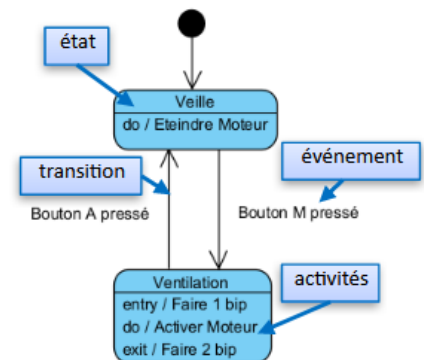 état
Veille
do / Eteindre Moteur
transition
événement
Bouton A pressé
Bouton M pressé
activités
Ventilation
entry / Faire 1 bip
do / Activer Moteur
exit / Faire 2 bip